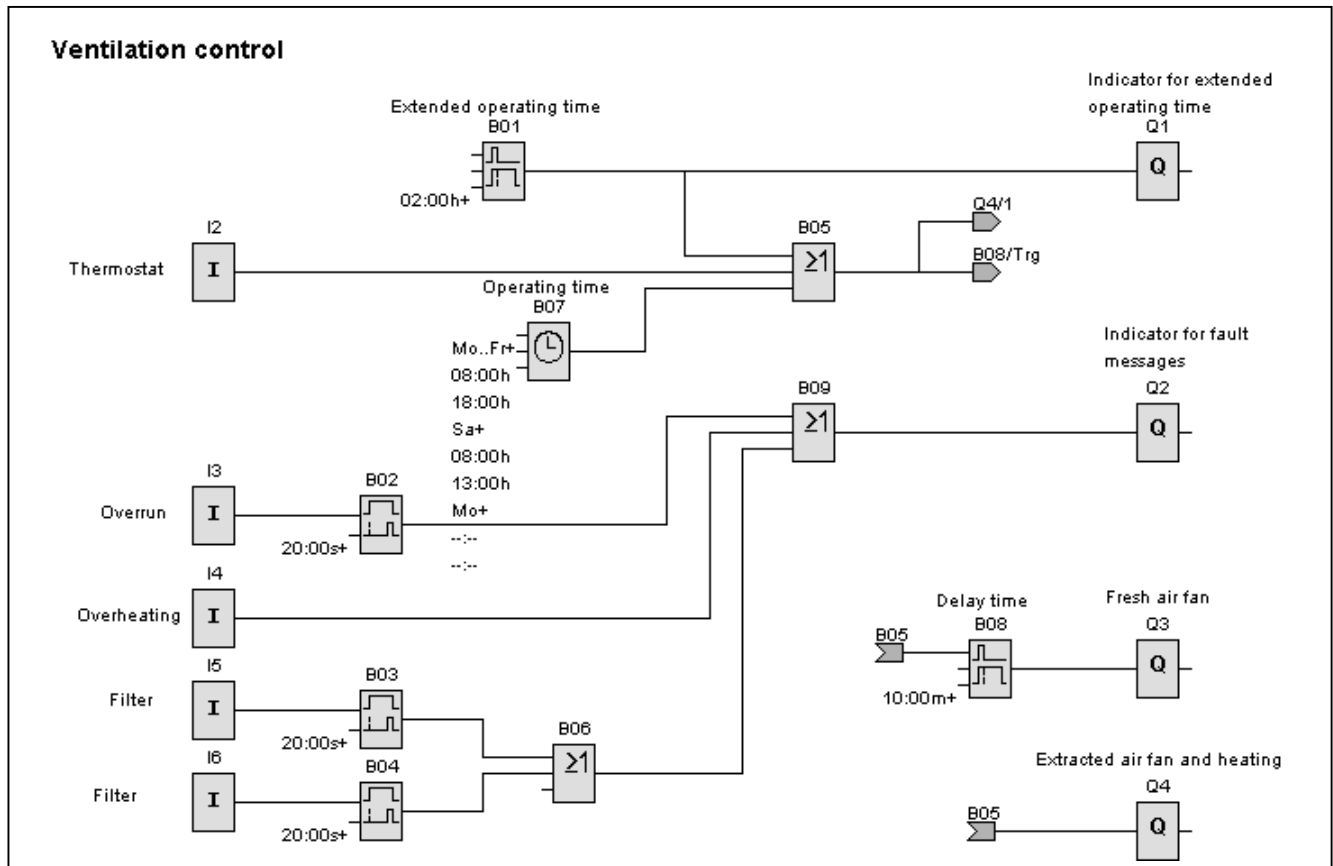 Ventilation control
Indicator for extended
operating time
Q1
Q
Extended operating time
B01
02:00h+
Q4/1
B08/Trg
I2
I
Thermostat
B05
≥1
Operating time
B07
Mo..Fr+
08:00h
18:00h
Sa+
08:00h
13:00h
Mo+
--:--
--:--
Indicator for fault
messages
Q2
Q
B09
≥1
I3
I
Overrun
B02
20:00s+
I4
I
Overheating
Delay time
B08
B05
10:00m+
Fresh air fan
Q3
Q
I5
I
Filter
B03
20:00s+
B06
≥1
I6
I
Filter
B04
20:00s+
Extracted air fan and heating
Q4
Q
B05